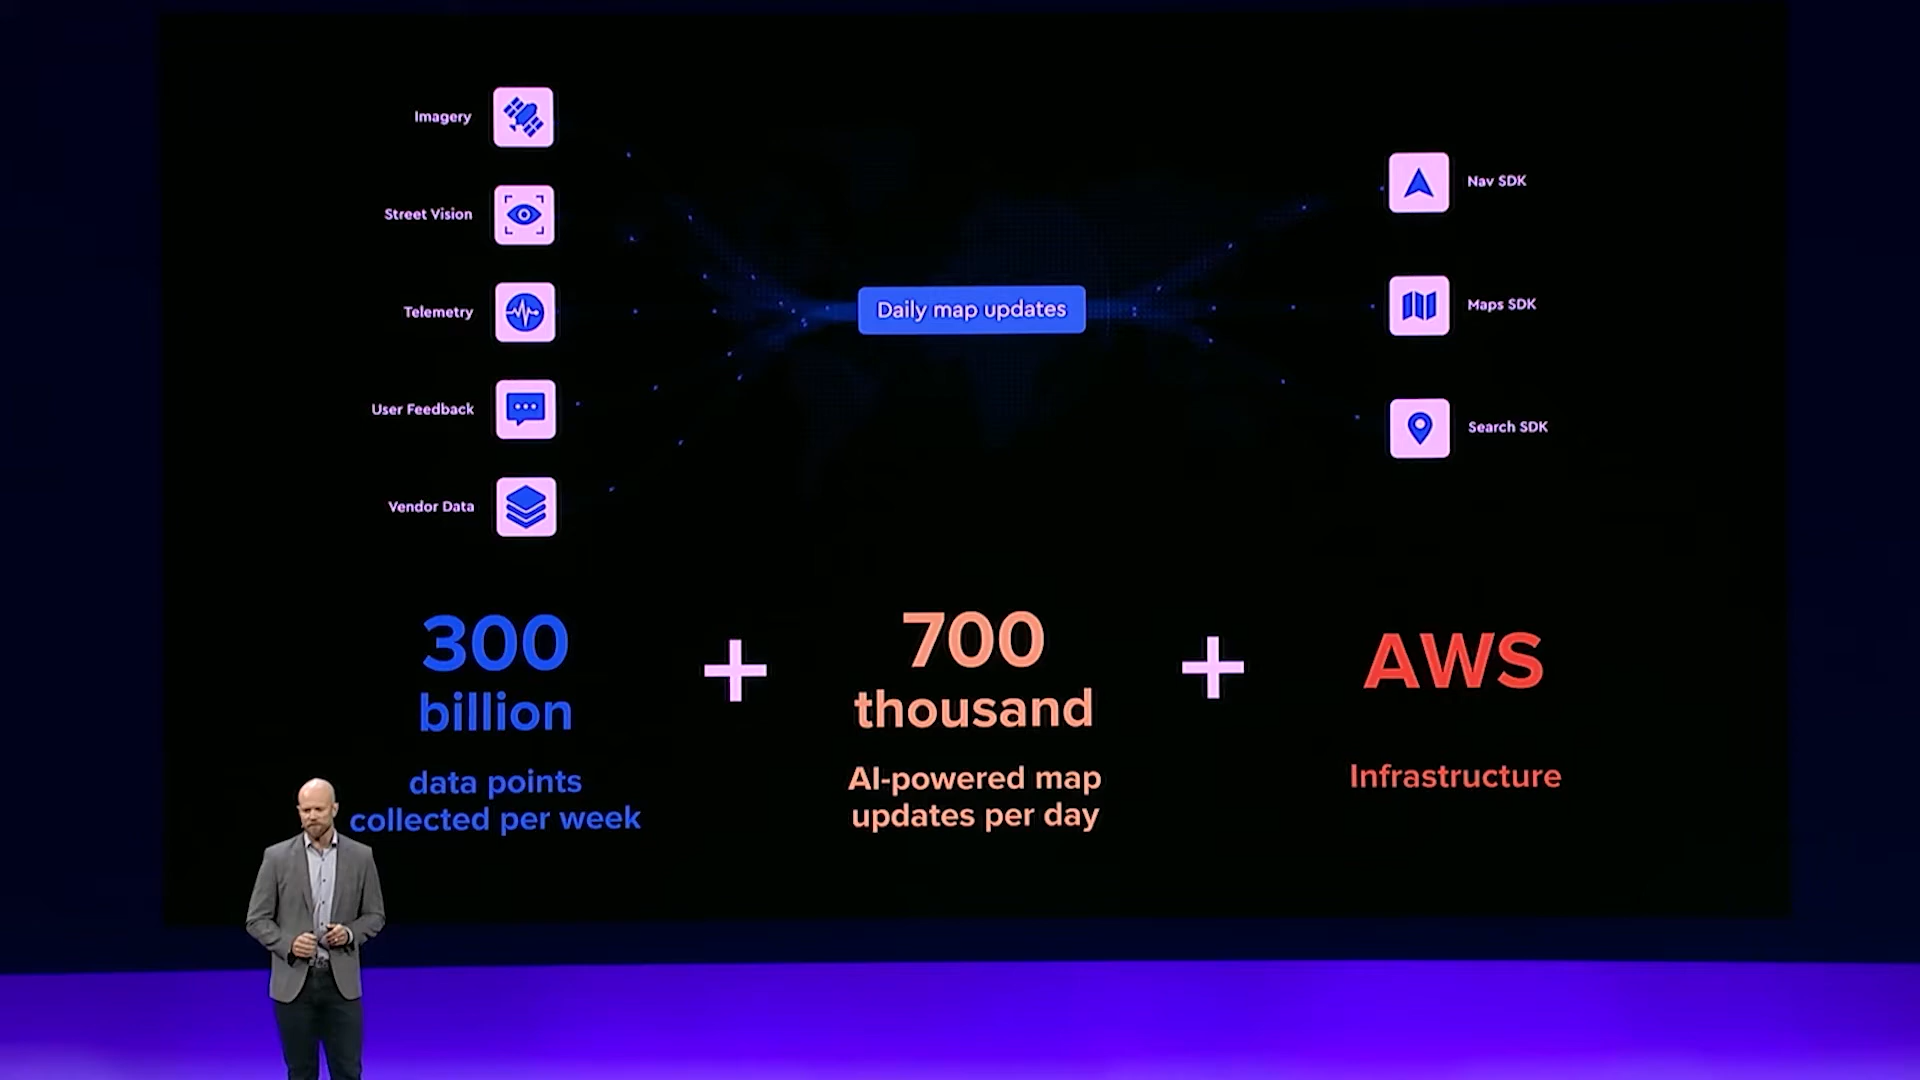 Imagery
Street Vision
Telemetry
User Feedback
Vendor Data
Daily map updates
Nav SDK
Maps SDK
Search SDK
300
billion
data points
collected per week
+
700
thousand
AI-powered map
updates per day
+
AWS
Infrastructure